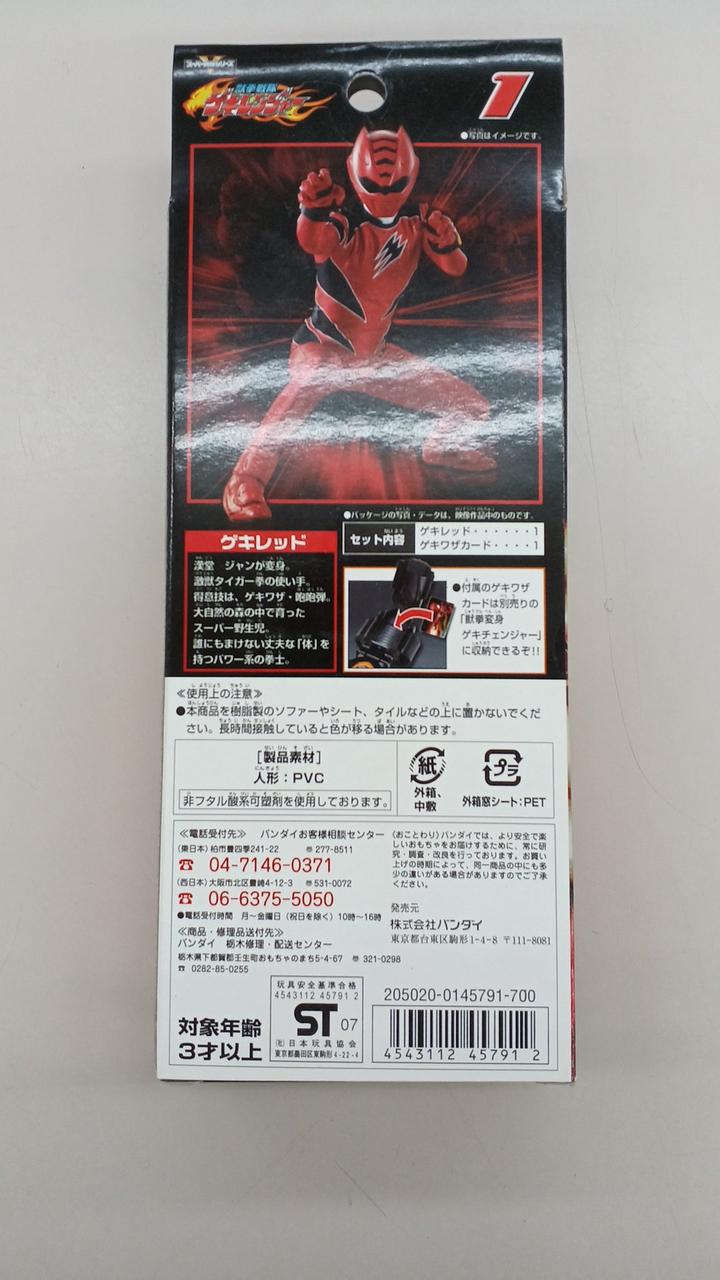 獣拳戦隊
ゲキレンジャー
1
●写真はイメージです。
●パッケージの写真・データは、映像作品中のものです。
ゲキレッド
漢堂 ジャンが変身。
激獣タイガー拳の使い手。
得意技は、ゲキワザ・咆咆弾。
大自然の森の中で育った
スーパー野生児。
誰にもまけない丈夫な「体」を
持つパワー系の拳士。
セット内容
ゲキレッド・・・・・・1
ゲキワザカード・・・・1
●付属のゲキワザ
カードは別売りの
「獣拳変身
ゲキチェンジャー」
に収納できるぞ!!
≪使用上の注意≫
●本商品を樹脂製のソファーやシート、タイルなどの上に置かないでくだ
さい。長時間接触していると色が移る場合があります。
[製品素材]
人形：PVC
非フタル酸系可塑剤を使用しております。
紙
外箱、
中敷
プラ
外箱窓シート：PET
≪電話受付先≫ バンダイお客様相談センター
(東日本) 柏市豊四季241-22 〒277-8511
☎ 04-7146-0371
(西日本) 大阪市北区豊崎4-12-3 〒531-0072
☎ 06-6375-5050
●電話受付時間 月〜金曜日(祝日を除く) 10時〜16時
≪商品・修理品送付先≫
バンダイ 栃木修理・配送センター
栃木県下都賀郡壬生町おもちゃのまち5-4-67 〒321-0298
☎ 0282-85-0255
(おことわり) バンダイでは、より安全で楽
しいおもちゃをお届けするために、常に研
究・調査・改良を行っております。お買い
上げの時期によって、同一商品の中にも多
少の違いがある場合がありますのでご了承
ください。
発売元
株式会社バンダイ
東京都台東区駒形1-4-8 〒111-8081
対象年齢
3才以上
玩具安全基準合格
4543112 45791 2
ST 07
(社)日本玩具協会
東京都墨田区東駒形4-22-4
205020-0145791-700
4543112 45791 2